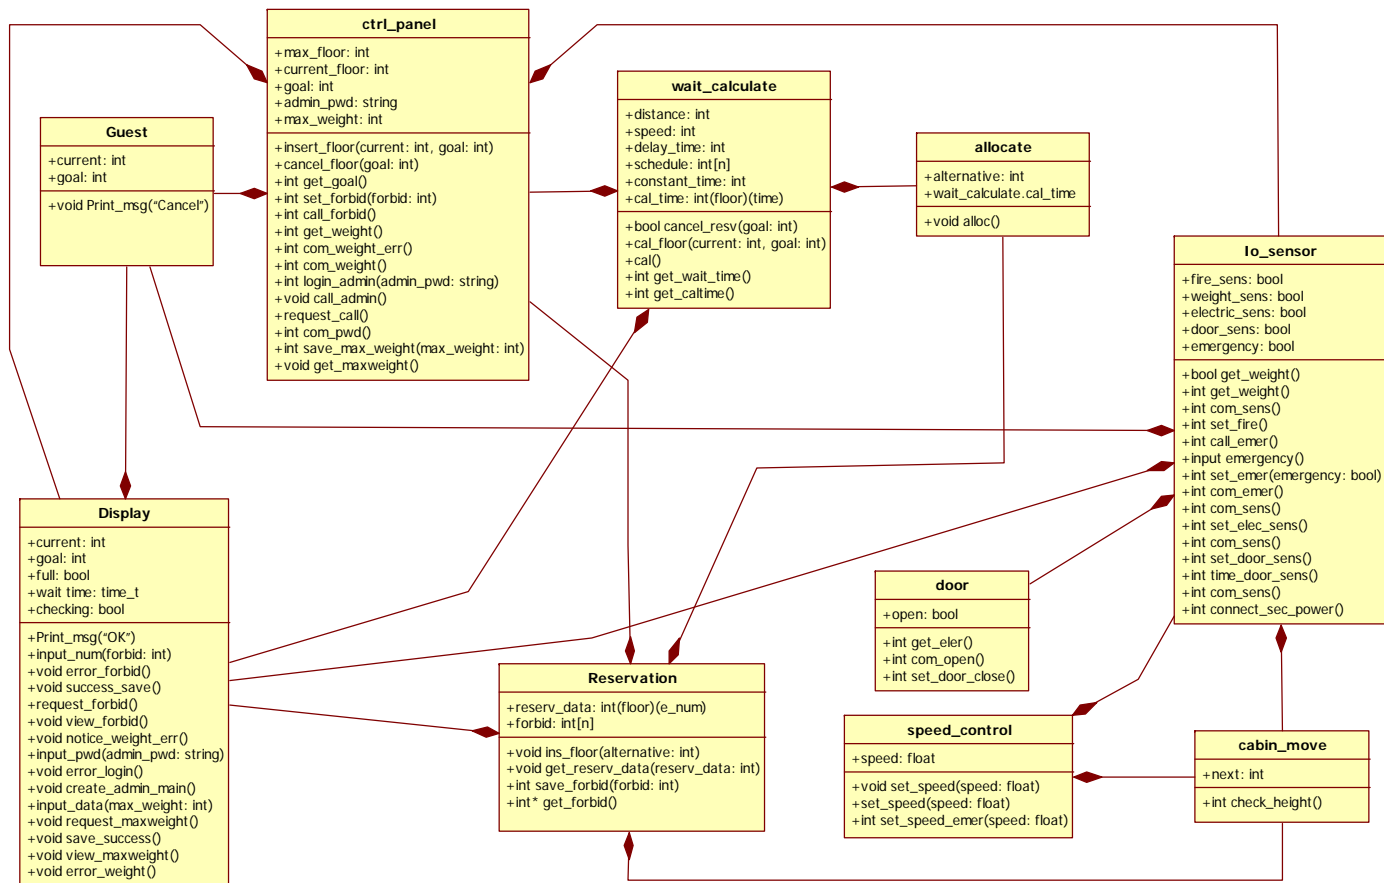 ctrl_panel
+max_floor: int
+current_floor: int
+goal: int
+admin_pwd: string
+max_weight: int
+insert_floor(current: int, goal: int)
+cancel_floor(goal: int)
+int get_goal()
+int set_forbid(forbid: int)
+int call_forbid()
+int get_weight()
+int com_weight_err()
+int com_weight()
+int login_admin(admin_pwd: string)
+void call_admin()
+request_call()
+int com_pwd()
+int save_max_weight(max_weight: int)
+void get_maxweight()
wait_calculate
+distance: int
+speed: int
+delay_time: int
+schedule: int[n]
+constant_time: int
+cal_time: int(floor)(time)
+bool cancel_resv(goal: int)
+cal_floor(current: int, goal: int)
+cal()
+int get_wait_time()
+int get_caltime()
Guest
+current: int
+goal: int
+void Print_msg(“Cancel”)
allocate
+alternative: int
+wait_calculate.cal_time
+void alloc()
Io_sensor
+fire_sens: bool
+weight_sens: bool
+electric_sens: bool
+door_sens: bool
+emergency: bool
+bool get_weight()
+int get_weight()
+int com_sens()
+int set_fire()
+int call_emer()
+input emergency()
+int set_emer(emergency: bool)
+int com_emer()
+int com_sens()
+int set_elec_sens()
+int com_sens()
+int set_door_sens()
+int time_door_sens()
+int com_sens()
+int connect_sec_power()
Display
+current: int
+goal: int
+full: bool
+wait time: time_t
+checking: bool
+Print_msg(“OK”)
+input_num(forbid: int)
+void error_forbid()
+void success_save()
+request_forbid()
+void view_forbid()
+void notice_weight_err()
+input_pwd(admin_pwd: string)
+void error_login()
+void create_admin_main()
+input_data(max_weight: int)
+void request_maxweight()
+void save_success()
+void view_maxweight()
+void error_weight()
door
+open: bool
+int get_eler()
+int com_open()
+int set_door_close()
Reservation
+reserv_data: int(floor)(e_num)
+forbid: int[n]
+void ins_floor(alternative: int)
+void get_reserv_data(reserv_data: int)
+int save_forbid(forbid: int)
+int* get_forbid()
speed_control
+speed: float
+void set_speed(speed: float)
+set_speed(speed: float)
+int set_speed_emer(speed: float)
cabin_move
+next: int
+int check_height()